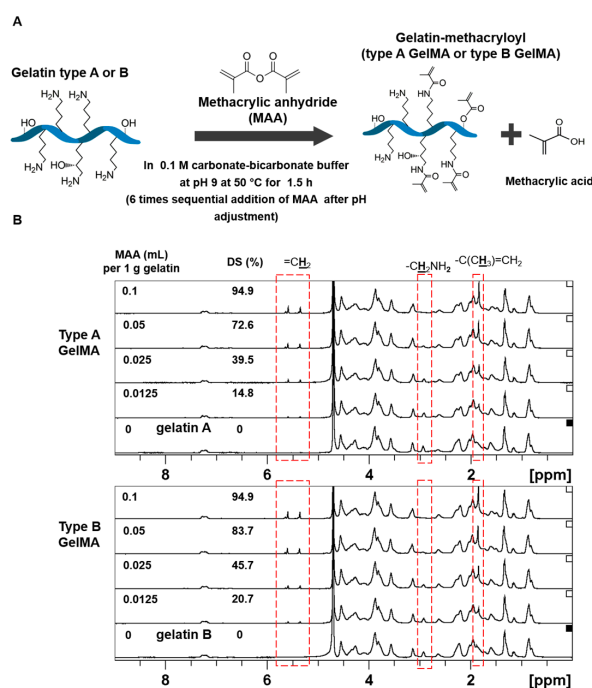 A
Gelatin type A or B
H₂N
H₂N
HO
OH
HO
H₂N
H₂N
O
O
O
Methacrylic anhydride
(MAA)
In 0.1 M carbonate-bicarbonate buffer
at pH 9 at 50 °C for 1.5 h
(6 times sequential addition of MAA after pH
adjustment)
Gelatin-methacryloyl
(type A GelMA or type B GelMA)
O
HN
H₂N
O
O
HO
HO
H₂N
HN
O
HN
O
+
O
OH
Methacrylic acid
B
MAA (mL)
per 1 g gelatin
DS (%)
=CH₂
-CH₂NH₂
-C(CH₃)=CH₂
Type A
GelMA
0.1 94.9
0.05 72.6
0.025 39.5
0.0125 14.8
0 gelatin A 0
8 6 4 2 [ppm]
Type B
GelMA
0.1 94.9
0.05 83.7
0.025 45.7
0.0125 20.7
0 gelatin B 0
8 6 4 2 [ppm]